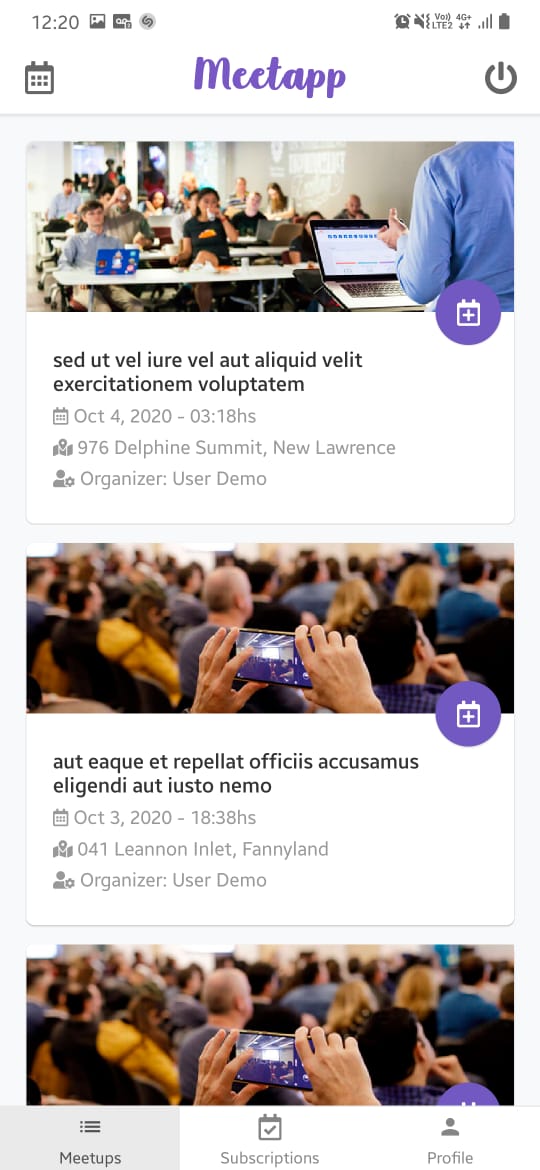 12:20
Vo)) 4G+
LTE2
Meetapp
sed ut vel iure vel aut aliquid velit
exercitationem voluptatem
Oct 4, 2020 - 03:18hs
976 Delphine Summit, New Lawrence
Organizer: User Demo
aut eaque et repellat officiis accusamus
eligendi aut iusto nemo
Oct 3, 2020 - 18:38hs
041 Leannon Inlet, Fannyland
Organizer: User Demo
Meetups
Subscriptions
Profile